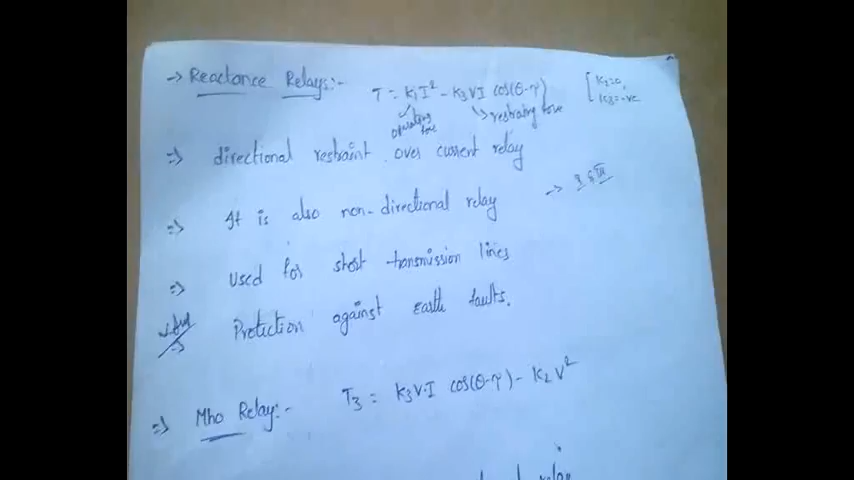 → Reactance Relays:- T = K₁I² - K₃VI cos(θ-τ) [K₂=0, K₃=-ve
operating force restraining force
⇒ directional restraint over current relay
⇒ It is also non-directional relay → I & III
⇒ Used for short transmission lines
⇒ Protection against earth faults.
⇒ Mho Relay:- T₃ = K₃V.I cos(θ-τ) - K₂V²
relay